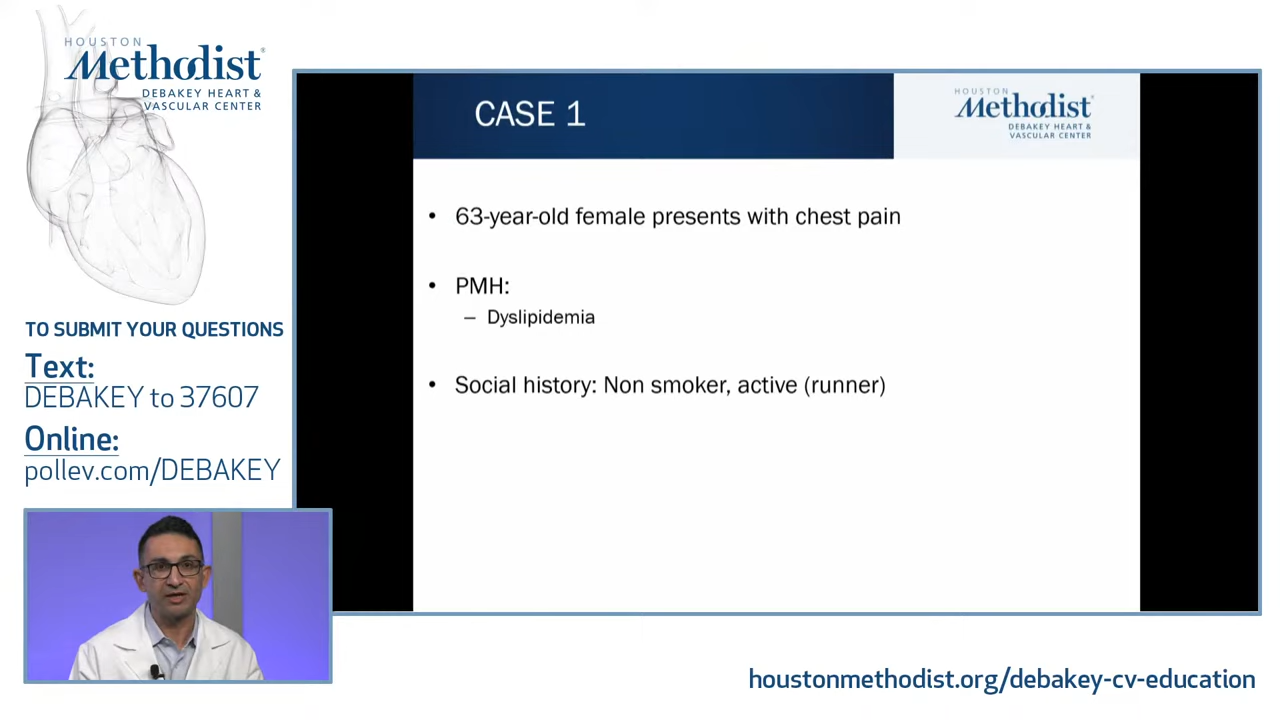 HOUSTON
Methodist®
DEBAKEY HEART &
VASCULAR CENTER
TO SUBMIT YOUR QUESTIONS
Text:
DEBAKEY to 37607
Online:
pollev.com/DEBAKEY
CASE 1
HOUSTON
Methodist®
DEBAKEY HEART &
VASCULAR CENTER
• 63-year-old female presents with chest pain
• PMH:
– Dyslipidemia
• Social history: Non smoker, active (runner)
houstonmethodist.org/debakey-cv-education